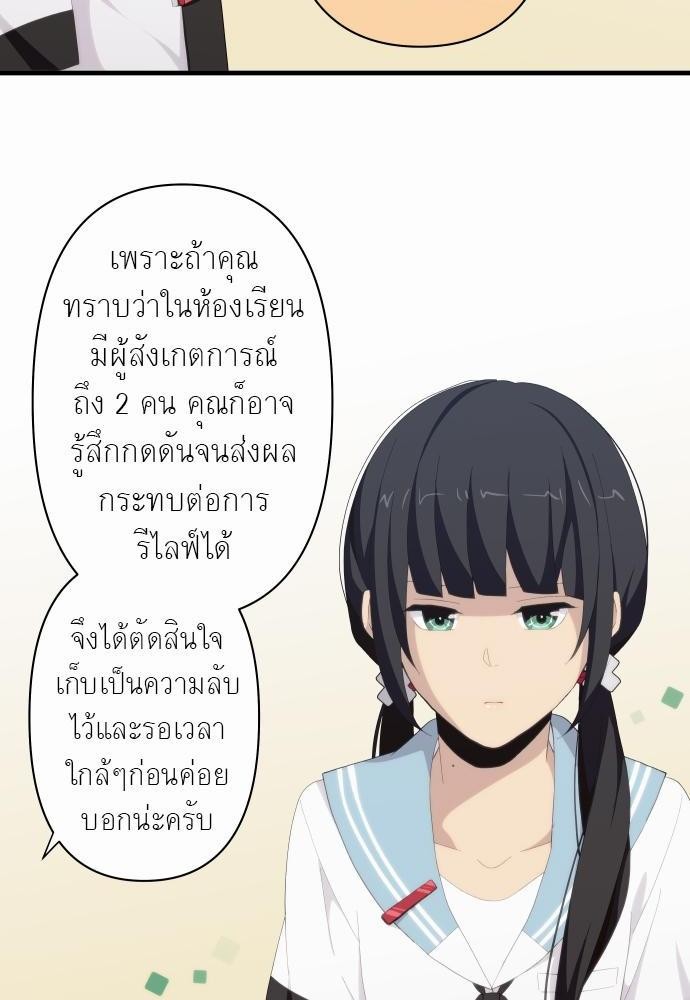 เพราะถ้าคุณ
ทราบว่าในห้องเรียน
มีผู้สังเกตการณ์
ถึง 2 คน คุณก็อาจ
รู้สึกกดดันจนส่งผล
กระทบต่อการ
รีไลฟ์ได้
จึงได้ตัดสินใจ
เก็บเป็นความลับ
ไว้และรอเวลา
ใกล้ๆก่อนค่อย
บอกน่ะครับ